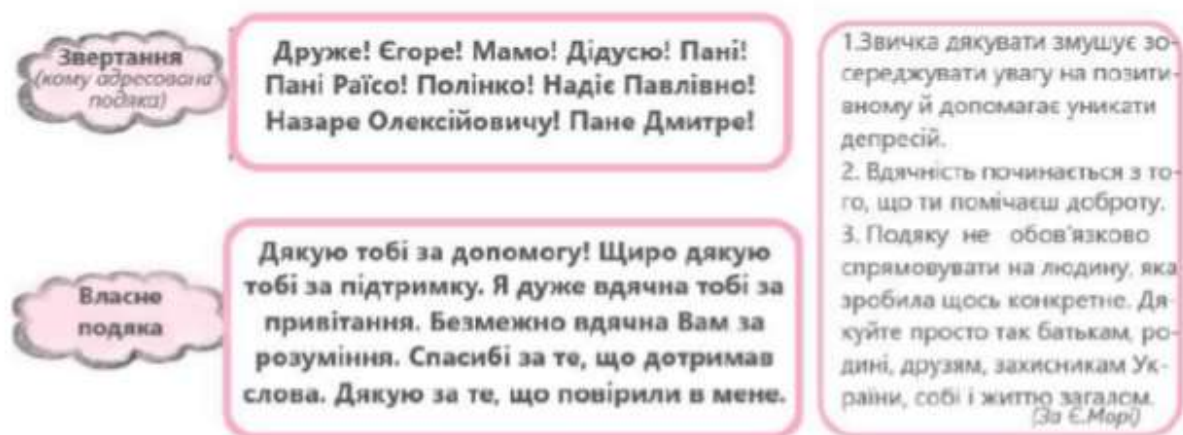 Звертання
(кому адресована
подяка)
Друже! Єгоре! Мамо! Дідусю! Пані!
Пані Раїсо! Полінко! Надіє Павлівно!
Назаре Олексійовичу! Пане Дмитре!
Власне
подяка
Дякую тобі за допомогу! Щиро дякую
тобі за підтримку. Я дуже вдячна тобі за
привітання. Безмежно вдячна Вам за
розуміння. Спасибі за те, що дотримав
слова. Дякую за те, що повірили в мене.
1.Звичка дякувати змушує зо-
середжувати увагу на позити-
вному й допомагає уникати
депресій.
2. Вдячність починається з то-
го, що ти помічаєш доброту.
3. Подяку не обов'язково
спрямовувати на людину, яка
зробила щось конкретне. Дя-
куйте просто так батькам, ро-
дині, друзям, захисникам Ук-
раїни, собі і життю загалом.
(За Є.Морі)